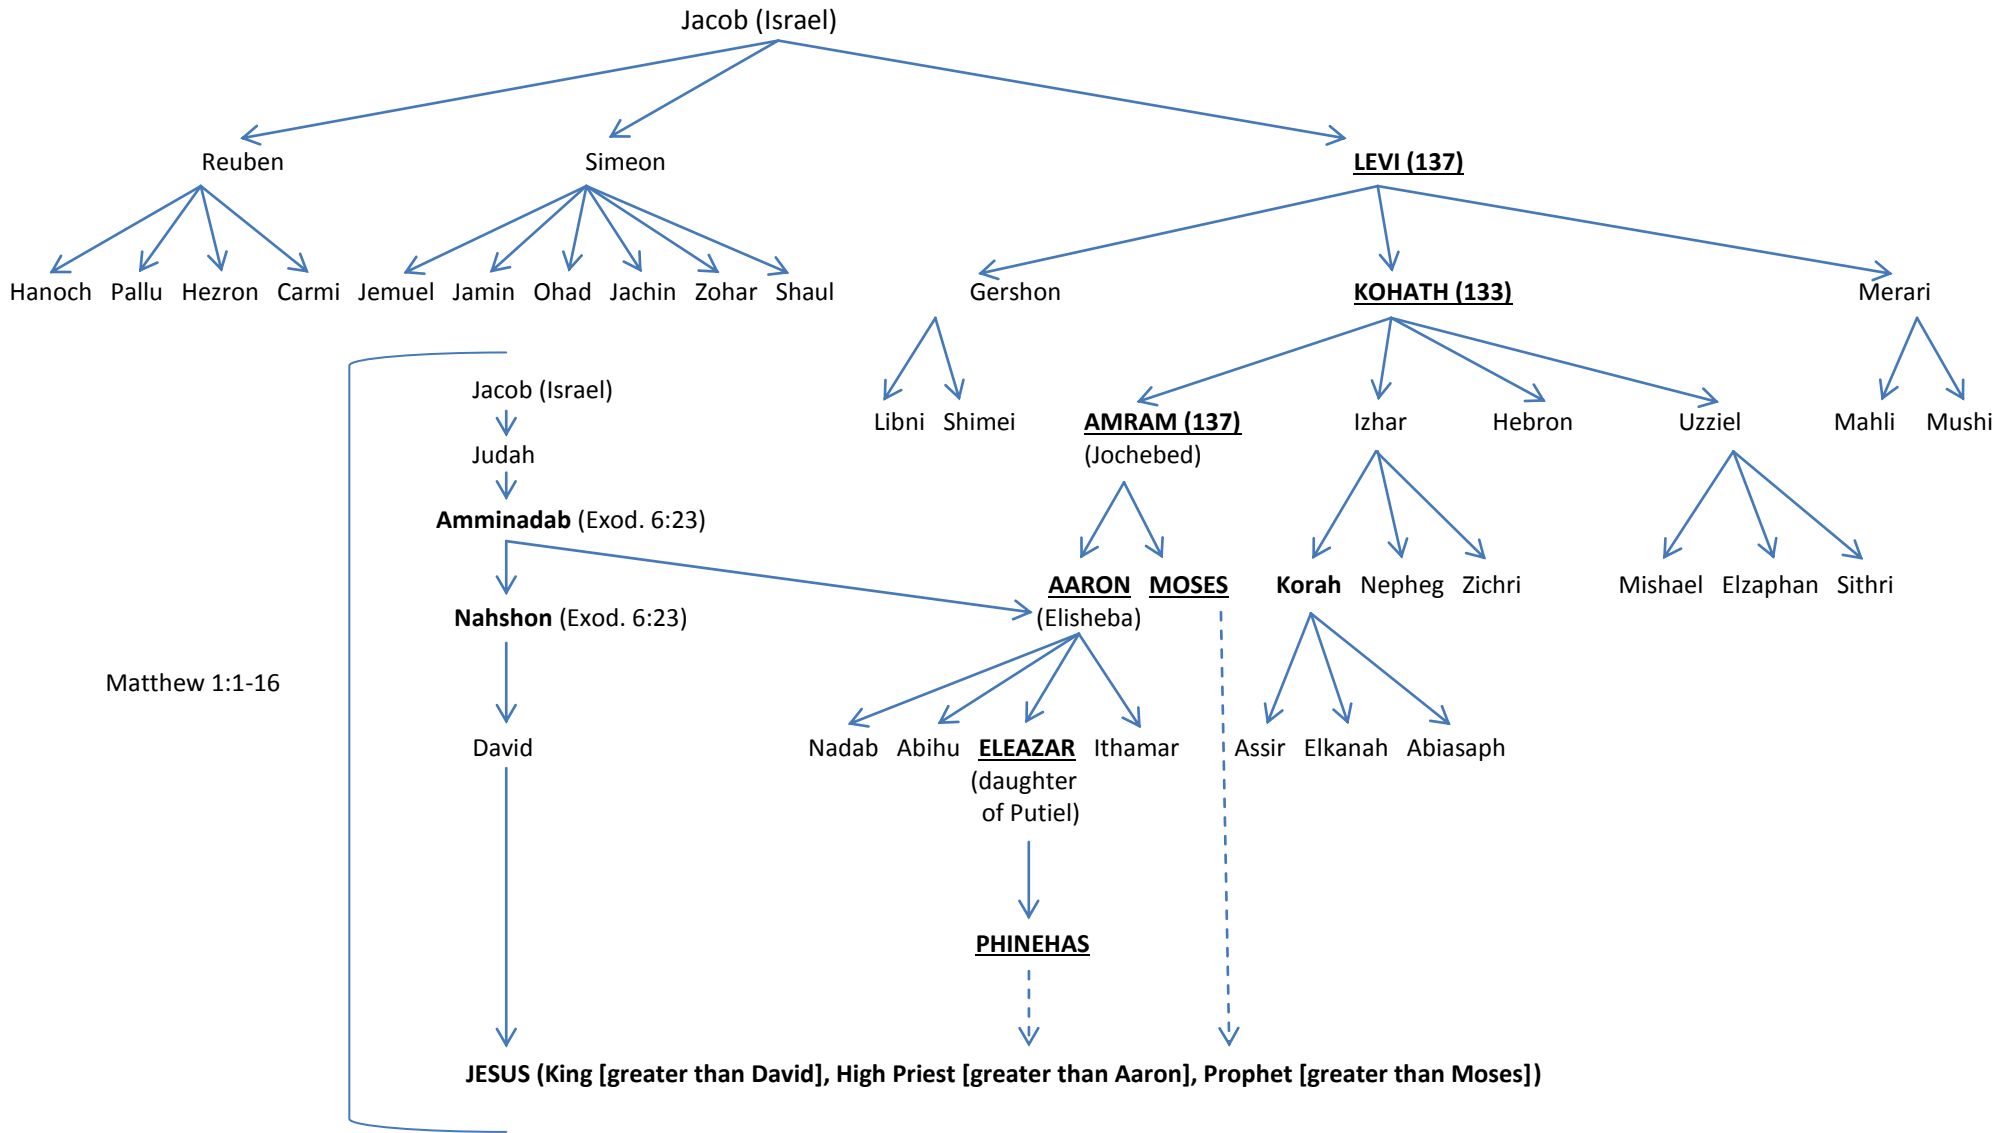 Jacob (Israel)
Reuben Simeon LEVI (137)
Hanoch Pallu Hezron Carmi Jemuel Jamin Ohad Jachin Zohar Shaul Gershon KOHATH (133) Merari
Jacob (Israel)
Libni Shimei AMRAM (137) Izhar Hebron Uzziel Mahli Mushi
Judah (Jochebed)
Amminadab (Exod. 6:23)
AARON MOSES Korah Nepheg Zichri Mishael Elzaphan Sithri
Nahshon (Exod. 6:23) (Elisheba)
Matthew 1:1-16
David Nadab Abihu ELEAZAR Ithamar Assir Elkanah Abiasaph
(daughter
of Putiel)
PHINEHAS
JESUS (King [greater than David], High Priest [greater than Aaron], Prophet [greater than Moses])